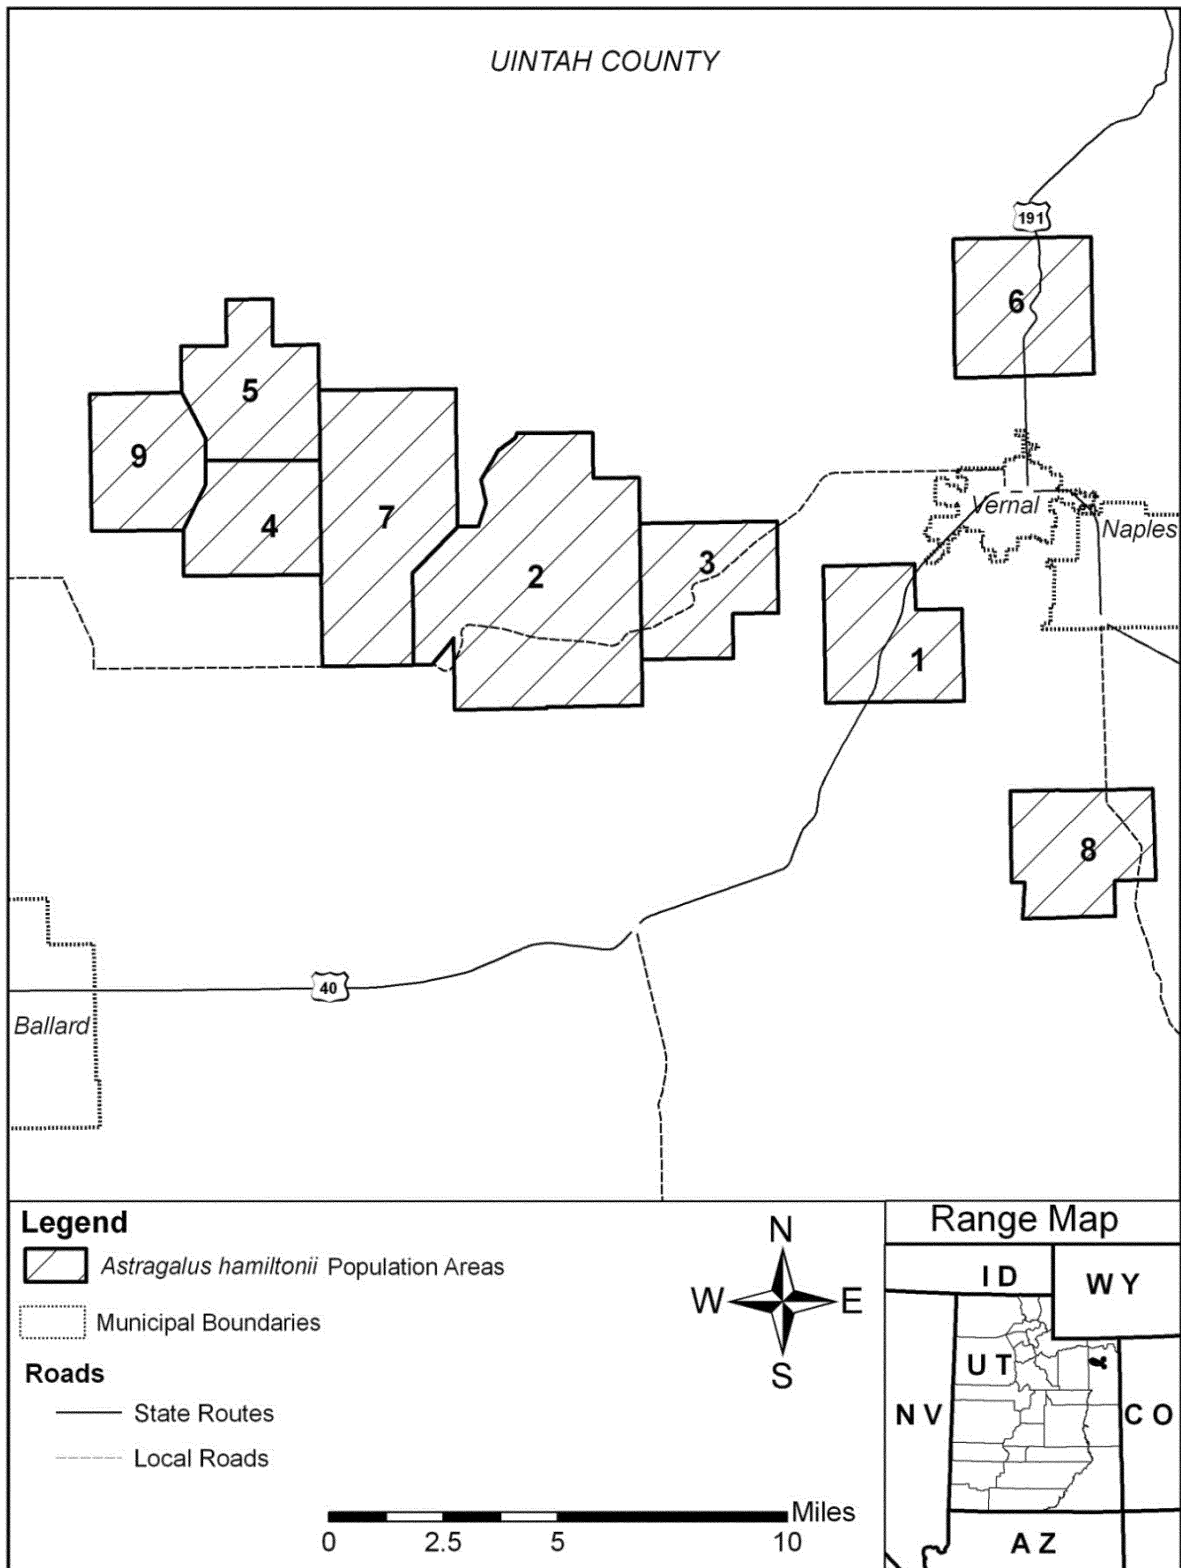 UINTAH COUNTY
191
6
5
9
4
7
2
3
Vernal
Naples
1
8
40
Ballard
Legend
Astragalus hamiltonii Population Areas
Municipal Boundaries
Roads
State Routes
Local Roads
N
W E
S
Miles
0 2.5 5 10
Range Map
ID
WY
UT
NV
CO
AZ